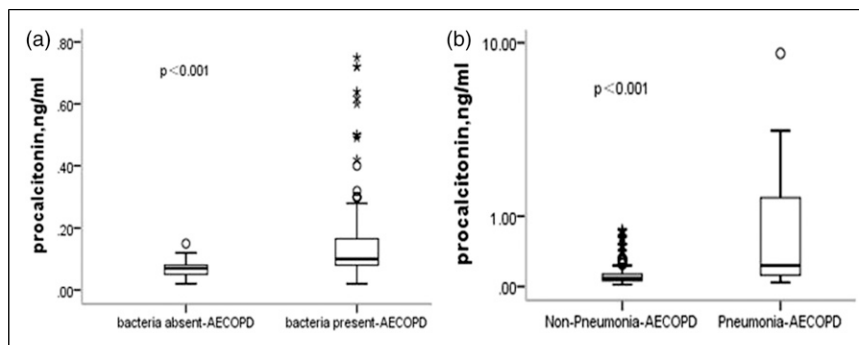 (a)
.80
.60
.40
.20
.00
procalcitonin,ng/ml
p<0.001
bacteria absent-AECOPD
bacteria present-AECOPD
(b)
10.00
1.00
.00
procalcitonin,ng/ml
p<0.001
Non-Pneumonia-AECOPD
Pneumonia-AECOPD